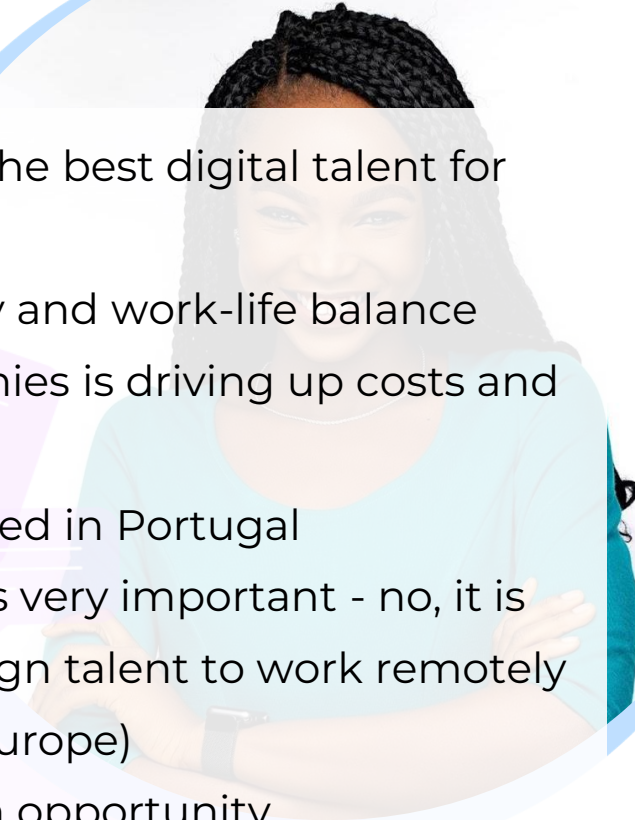 he best digital talent for
and work-life balance
nies is driving up costs and
ed in Portugal
s very important - no, it is
gn talent to work remotely
urope)
opportunity